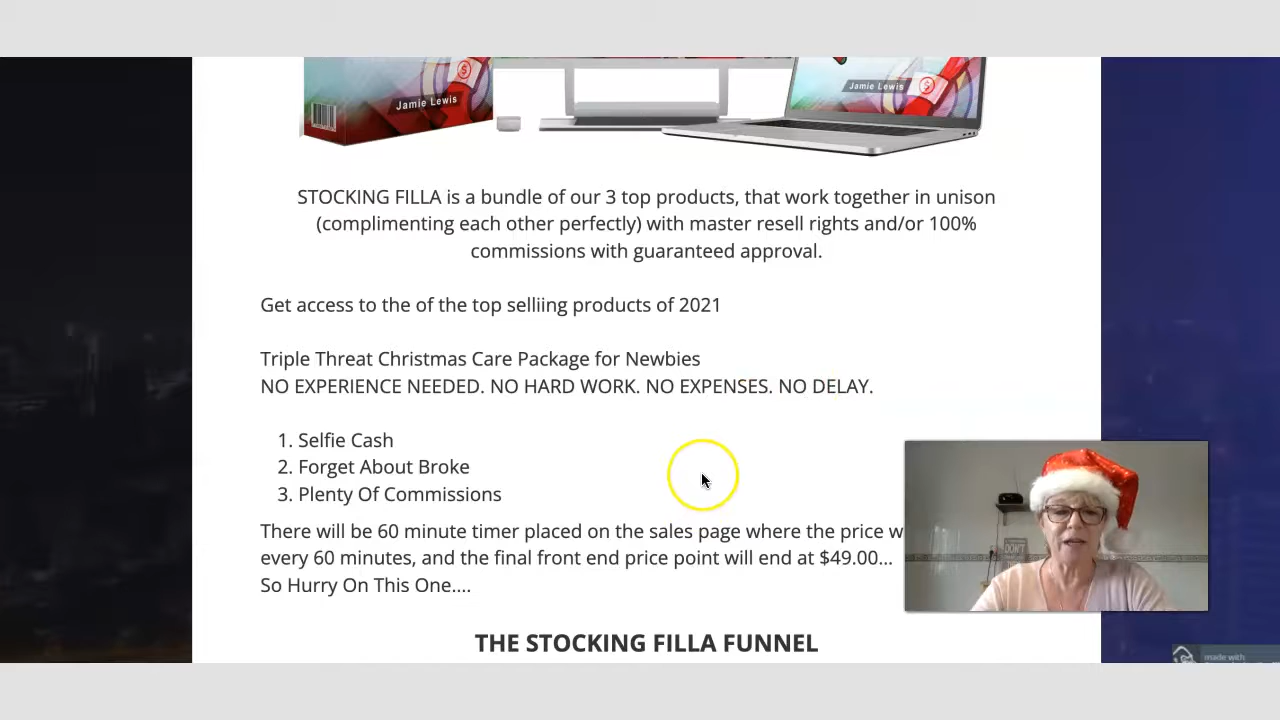 Jamie Lewis
Jamie Lewis
STOCKING FILLA is a bundle of our 3 top products, that work together in unison
(complimenting each other perfectly) with master resell rights and/or 100%
commissions with guaranteed approval.
Get access to the of the top selliing products of 2021
Triple Threat Christmas Care Package for Newbies
NO EXPERIENCE NEEDED. NO HARD WORK. NO EXPENSES. NO DELAY.
1. Selfie Cash
2. Forget About Broke
3. Plenty Of Commissions
There will be 60 minute timer placed on the sales page where the price w
every 60 minutes, and the final front end price point will end at $49.00...
So Hurry On This One....
DON'T
THE STOCKING FILLA FUNNEL
made with